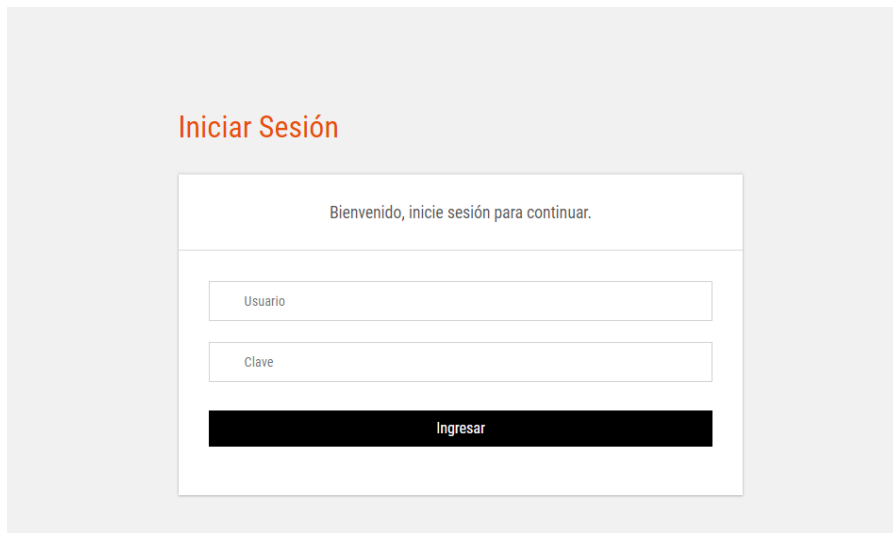 Iniciar Sesión
Bienvenido, inicie sesión para continuar.
Usuario
Clave
Ingresar